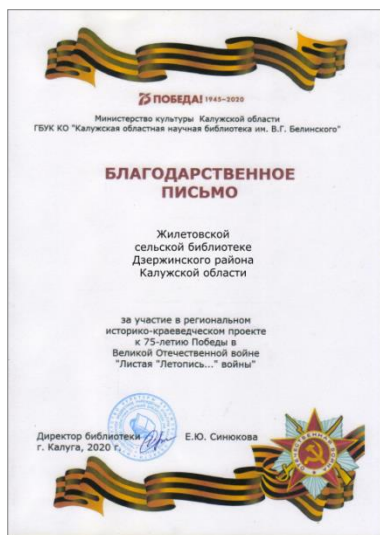 75 ПОБЕДА! 1945–2020
Министерство культуры Калужской области
ГБУК КО "Калужская областная научная библиотека им. В.Г. Белинского"
БЛАГОДАРСТВЕННОЕ
ПИСЬМО
Жилетовской
сельской библиотеке
Дзержинского района
Калужской области
за участие в региональном
историко-краеведческом проекте
к 75-летию Победы в
Великой Отечественной войне
"Листая "Летопись..." войны"
Директор библиотеки Е.Ю. Синюкова
г. Калуга, 2020 г.
ОТЕЧЕСТВЕННАЯ ВОЙНА